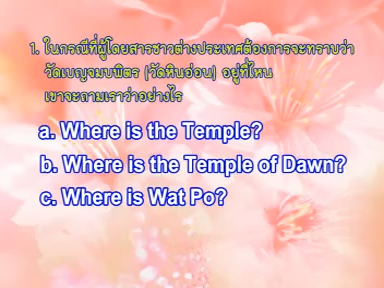 1. ในกรณีที่ผู้โดยสารชาวต่างประเทศต้องการจะทราบว่า
วัดเบญจมบพิตร (วัดหินอ่อน) อยู่ที่ไหน
เขาจะถามเราว่าอย่างไร
a. Where is the Temple?
b. Where is the Temple of Dawn?
c. Where is Wat Po?